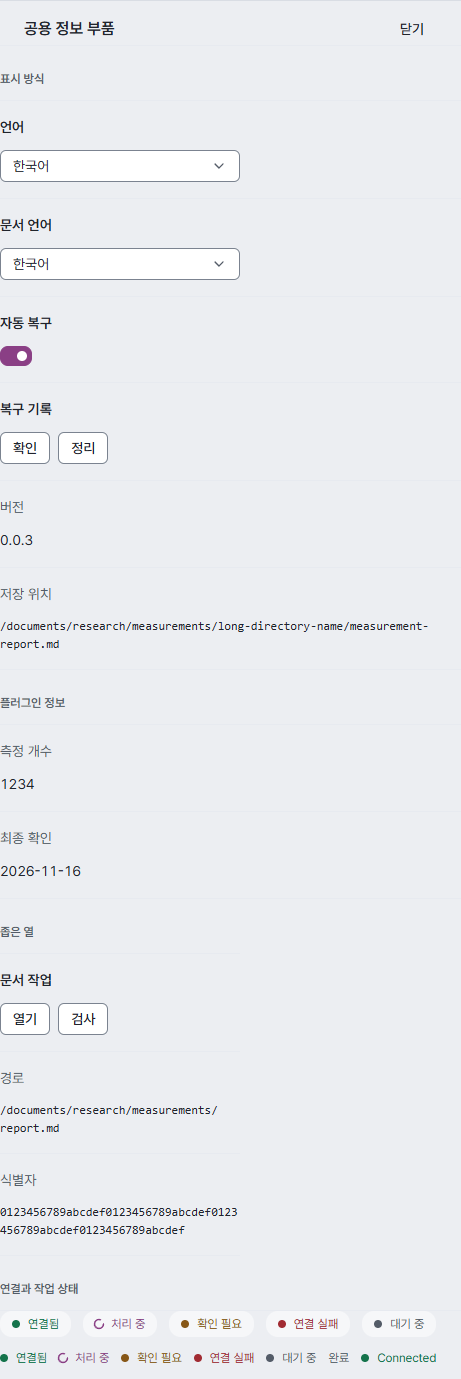 공용 정보 부품 닫기
표시 방식
언어
한국어
문서 언어
한국어
자동 복구
복구 기록
확인 정리
버전
0.0.3
저장 위치
/documents/research/measurements/long-directory-name/measurement-
report.md
플러그인 정보
측정 개수
1234
최종 확인
2026-11-16
좁은 열
문서 작업
열기 검사
경로
/documents/research/measurements/
report.md
식별자
0123456789abcdef0123456789abcdef0123
456789abcdef0123456789abcdef
연결과 작업 상태
연결됨 처리 중 확인 필요 연결 실패 대기 중
연결됨 처리 중 확인 필요 연결 실패 대기 중 완료 Connected